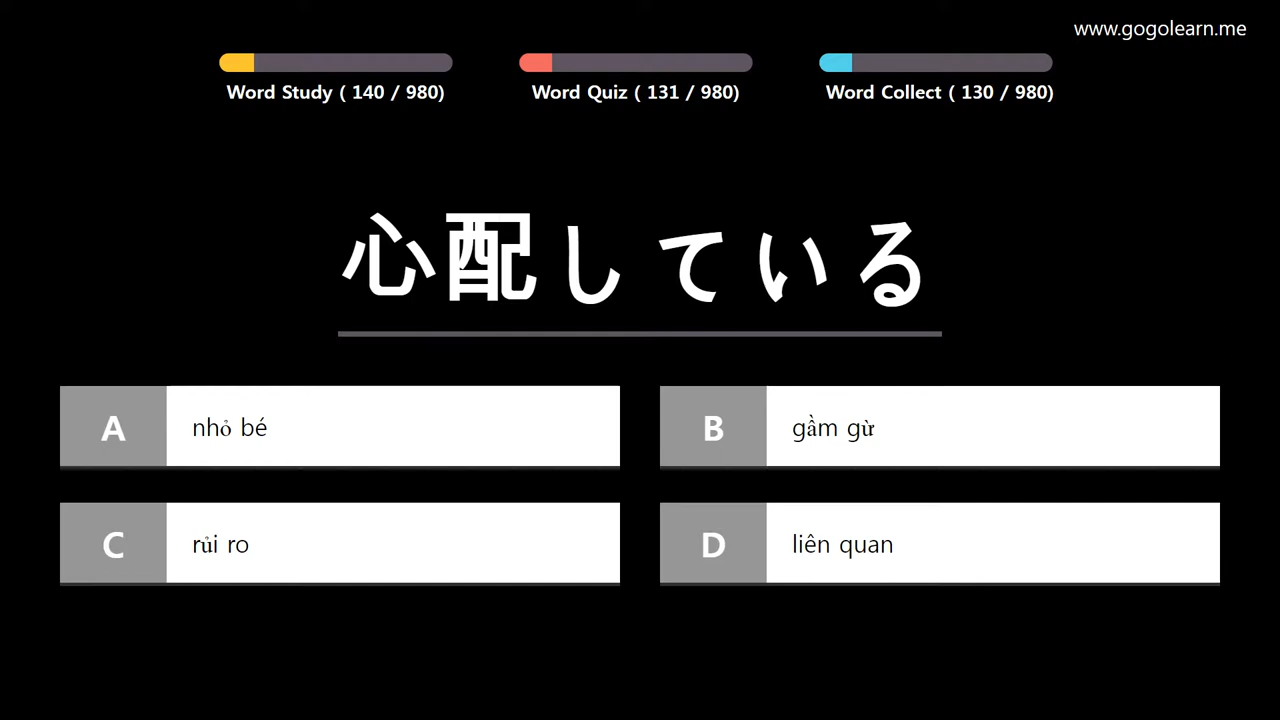 www.gogolearn.me
Word Study ( 140 / 980)
Word Quiz ( 131 / 980)
Word Collect ( 130 / 980)
心配している
A nhỏ bé
B gầm gừ
C rủi ro
D liên quan